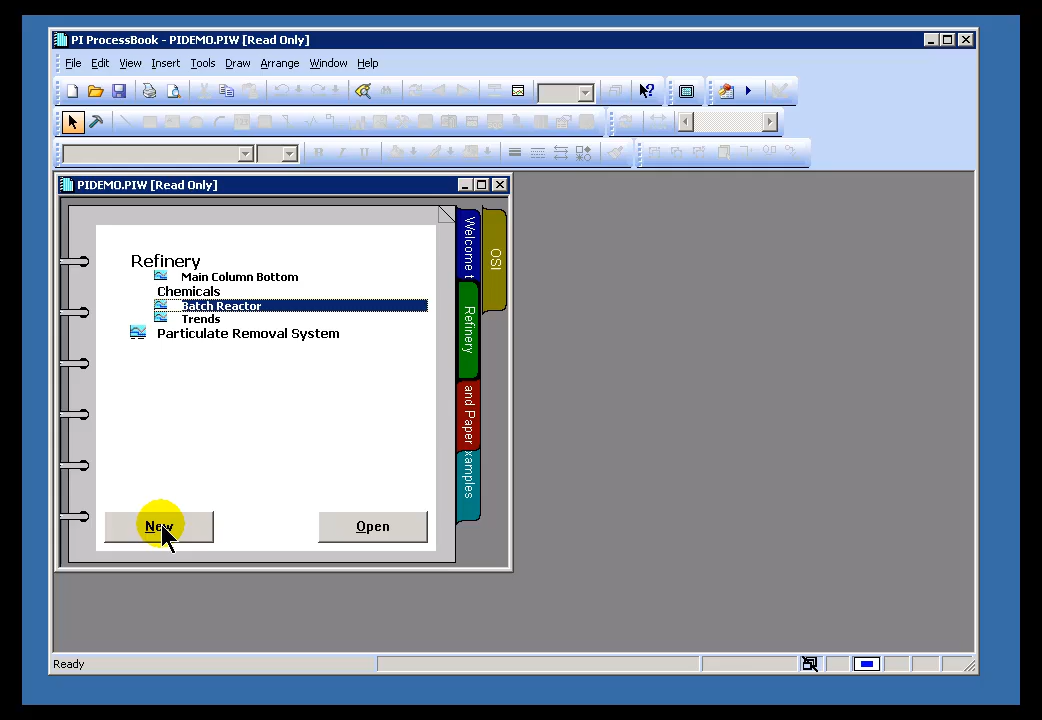 PI ProcessBook - PIDEMO.PIW [Read Only]
File Edit View Insert Tools Draw Arrange Window Help
B I U
PIDEMO.PIW [Read Only]
Refinery
Main Column Bottom
Chemicals
Batch Reactor
Trends
Particulate Removal System
New
Open
Welcome t
OSI
Refinery
and Paper
xamples
Ready